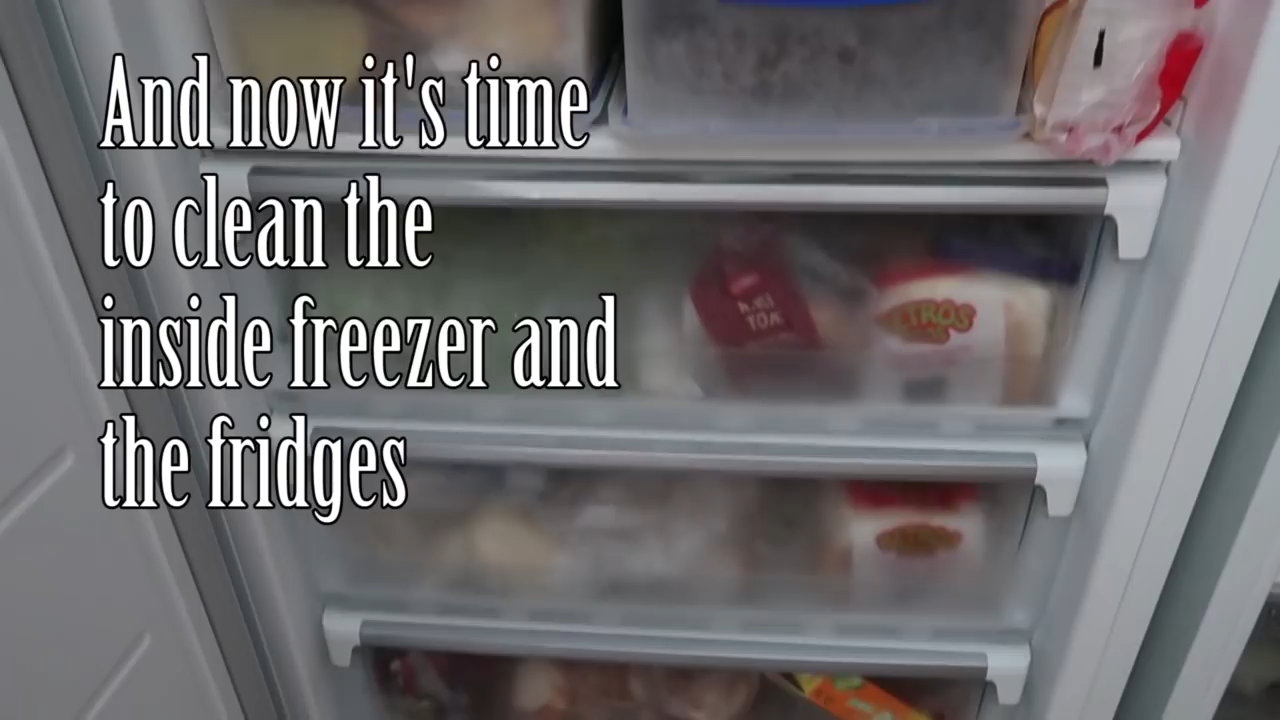 And now it's time
to clean the
inside freezer and
the fridges